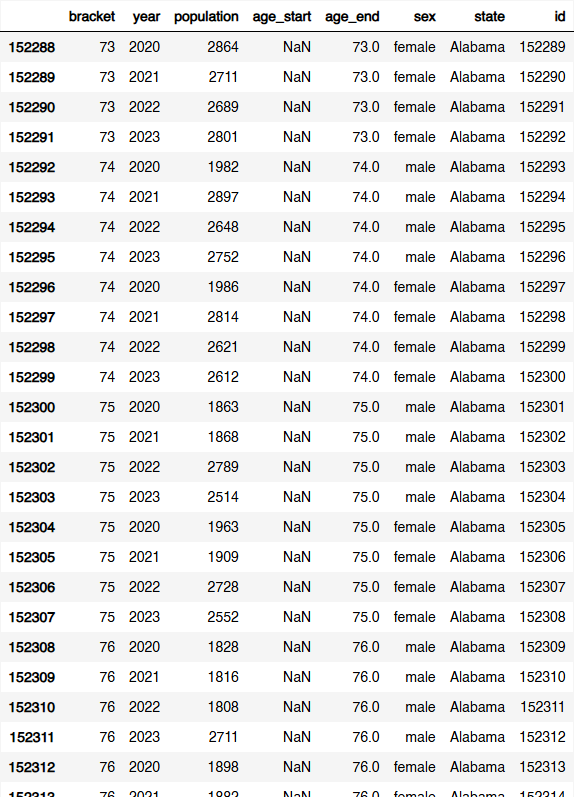 bracket year population age_start age_end sex state id
152288 73 2020 2864 NaN 73.0 female Alabama 152289
152289 73 2021 2711 NaN 73.0 female Alabama 152290
152290 73 2022 2689 NaN 73.0 female Alabama 152291
152291 73 2023 2801 NaN 73.0 female Alabama 152292
152292 74 2020 1982 NaN 74.0 male Alabama 152293
152293 74 2021 2897 NaN 74.0 male Alabama 152294
152294 74 2022 2648 NaN 74.0 male Alabama 152295
152295 74 2023 2752 NaN 74.0 male Alabama 152296
152296 74 2020 1986 NaN 74.0 female Alabama 152297
152297 74 2021 2814 NaN 74.0 female Alabama 152298
152298 74 2022 2621 NaN 74.0 female Alabama 152299
152299 74 2023 2612 NaN 74.0 female Alabama 152300
152300 75 2020 1863 NaN 75.0 male Alabama 152301
152301 75 2021 1868 NaN 75.0 male Alabama 152302
152302 75 2022 2789 NaN 75.0 male Alabama 152303
152303 75 2023 2514 NaN 75.0 male Alabama 152304
152304 75 2020 1963 NaN 75.0 female Alabama 152305
152305 75 2021 1909 NaN 75.0 female Alabama 152306
152306 75 2022 2728 NaN 75.0 female Alabama 152307
152307 75 2023 2552 NaN 75.0 female Alabama 152308
152308 76 2020 1828 NaN 76.0 male Alabama 152309
152309 76 2021 1816 NaN 76.0 male Alabama 152310
152310 76 2022 1808 NaN 76.0 male Alabama 152311
152311 76 2023 2711 NaN 76.0 male Alabama 152312
152312 76 2020 1898 NaN 76.0 female Alabama 152313
152313 76 2021 1882 NaN 76.0 female Alabama 152314